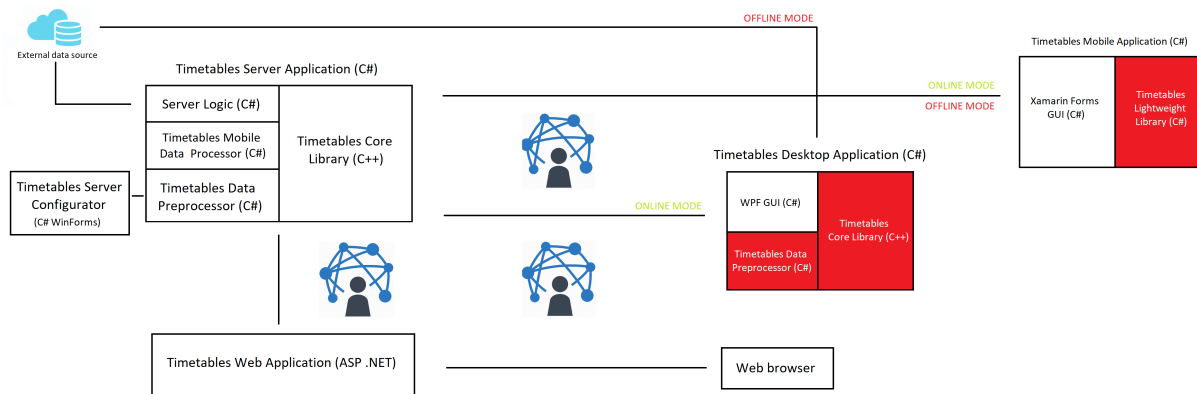 External data source
OFFLINE MODE
Timetables Server Application (C#)
Server Logic (C#)
Timetables Mobile
Data Processor (C#)
Timetables Data
Preprocessor (C#)
Timetables Core
Library (C++)
Timetables Server
Configurator
(C# WinForms)
ONLINE MODE
OFFLINE MODE
Timetables Mobile Application (C#)
Xamarin Forms
GUI (C#)
Timetables
Lightweight
Library (C#)
Timetables Desktop Application (C#)
ONLINE MODE
WPF GUI (C#)
Timetables Data
Preprocessor (C#)
Timetables
Core Library (C++)
Timetables Web Application (ASP .NET)
Web browser